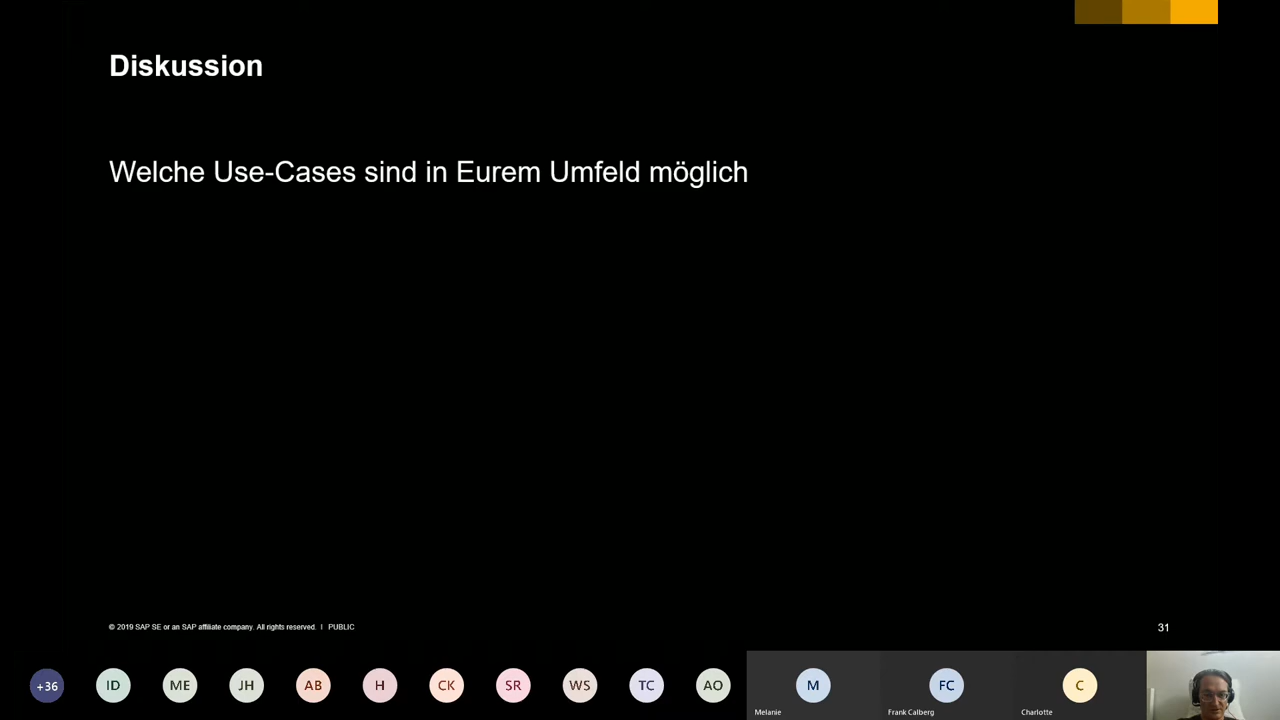 Diskussion
Welche Use-Cases sind in Eurem Umfeld möglich
© 2019 SAP SE or an SAP affiliate company. All rights reserved. I PUBLIC
31
+36
ID
ME
JH
AB
H
CK
SR
WS
TC
AO
M
FC
C
Melanie
Frank Calberg
Charlotte